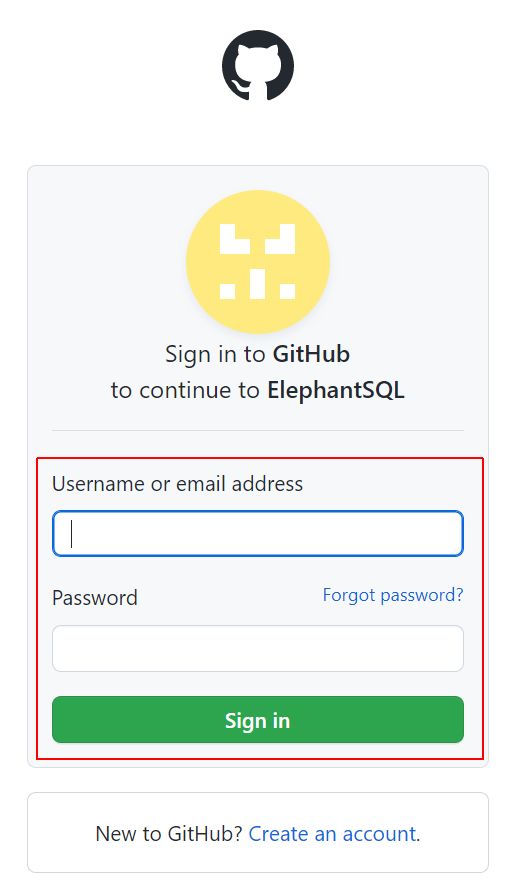 Sign in to GitHub
to continue to ElephantSQL
Username or email address
Password
Forgot password?
Sign in
New to GitHub? Create an account.